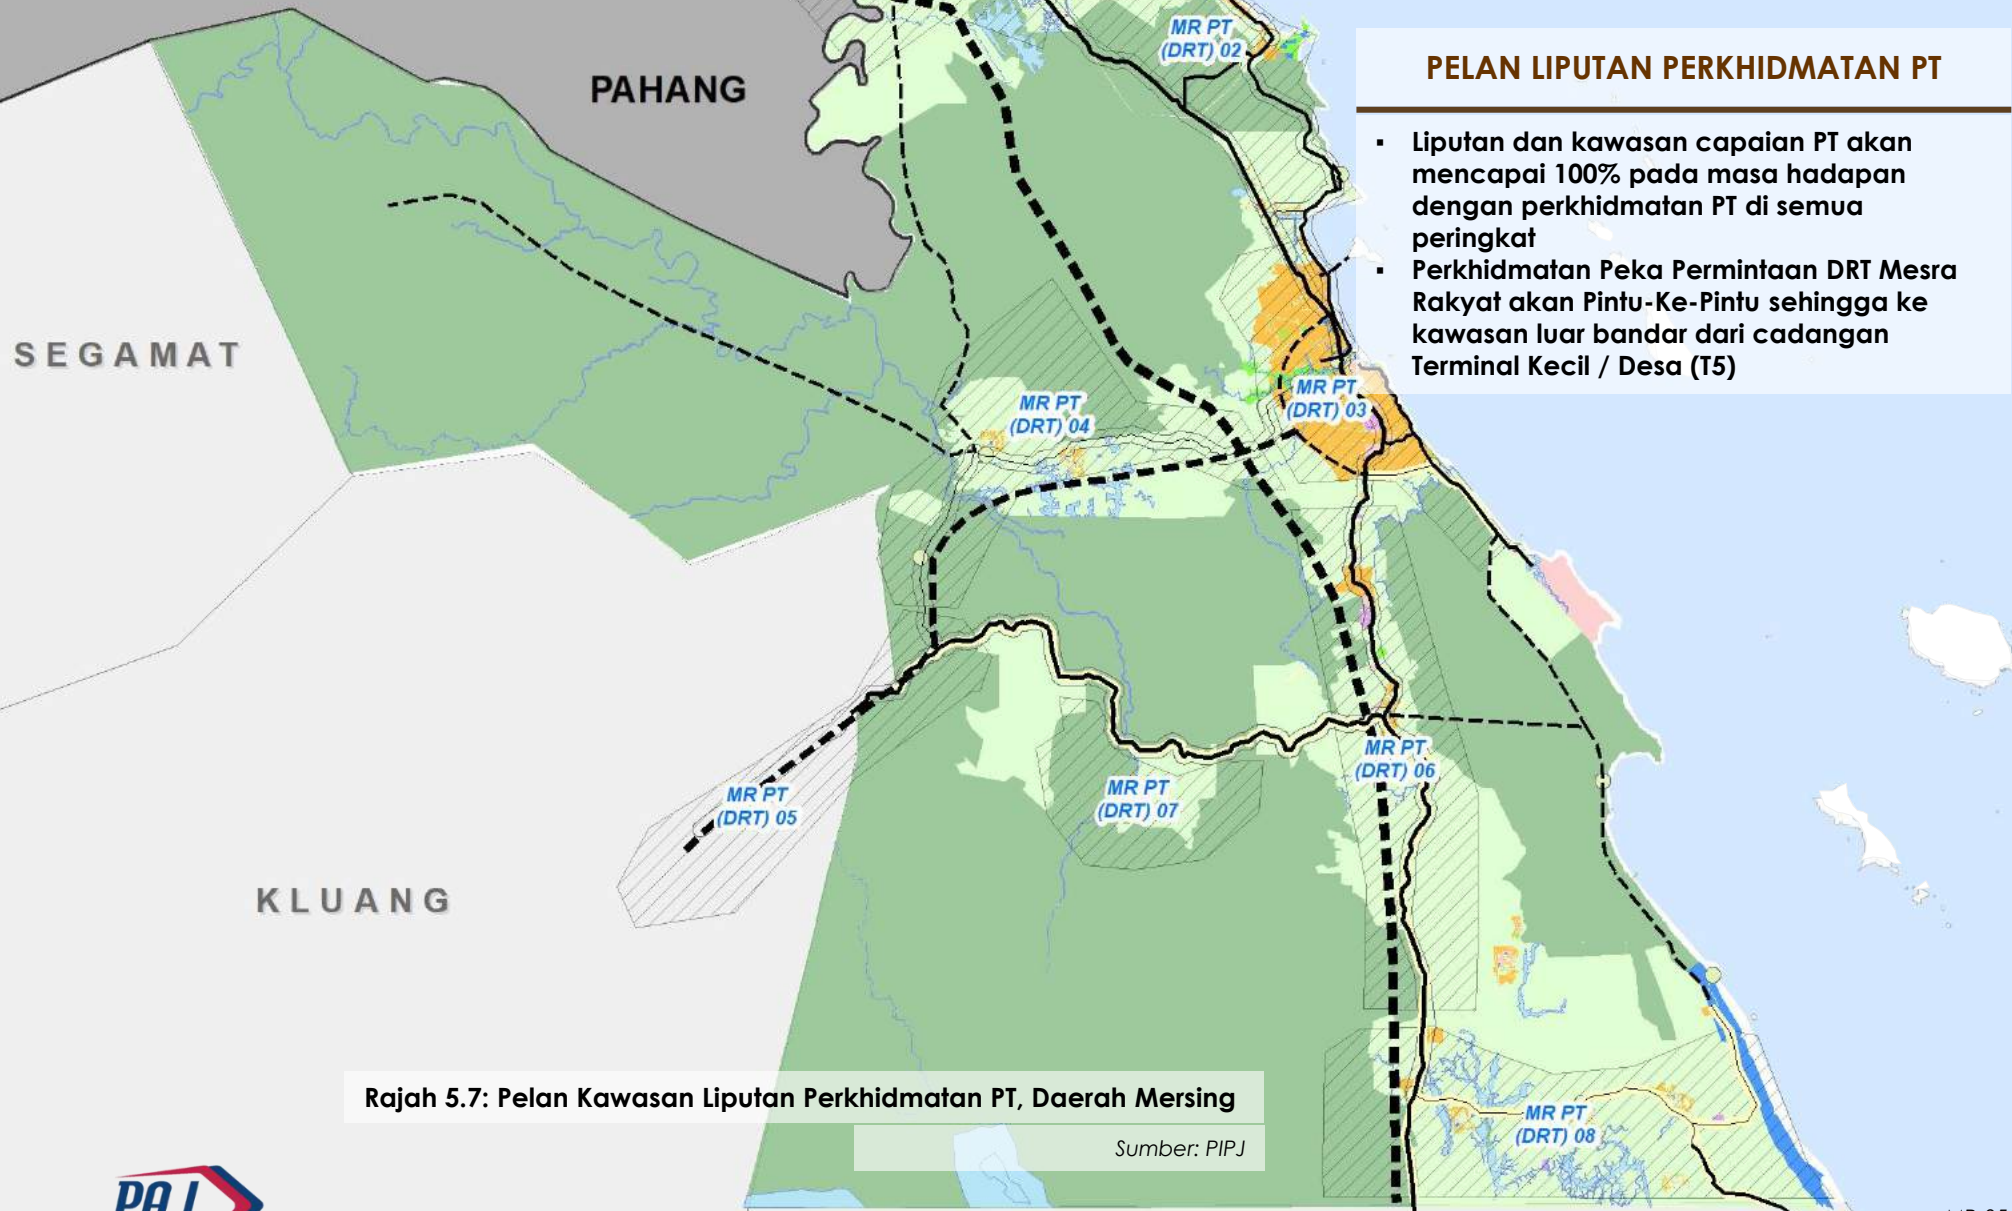 MR PT
(DRT) 02
PAHANG
PELAN LIPUTAN PERKHIDMATAN PT
▪ Liputan dan kawasan capaian PT akan
mencapai 100% pada masa hadapan
dengan perkhidmatan PT di semua
peringkat
▪ Perkhidmatan Peka Permintaan DRT Mesra
Rakyat akan Pintu-Ke-Pintu sehingga ke
kawasan luar bandar dari cadangan
Terminal Kecil / Desa (T5)
SEGAMAT
MR PT
(DRT) 03
MR PT
(DRT) 04
MR PT
(DRT) 06
MR PT
(DRT) 07
MR PT
(DRT) 05
KLUANG
Rajah 5.7: Pelan Kawasan Liputan Perkhidmatan PT, Daerah Mersing
Sumber: PIPJ
MR PT
(DRT) 08
PAJ